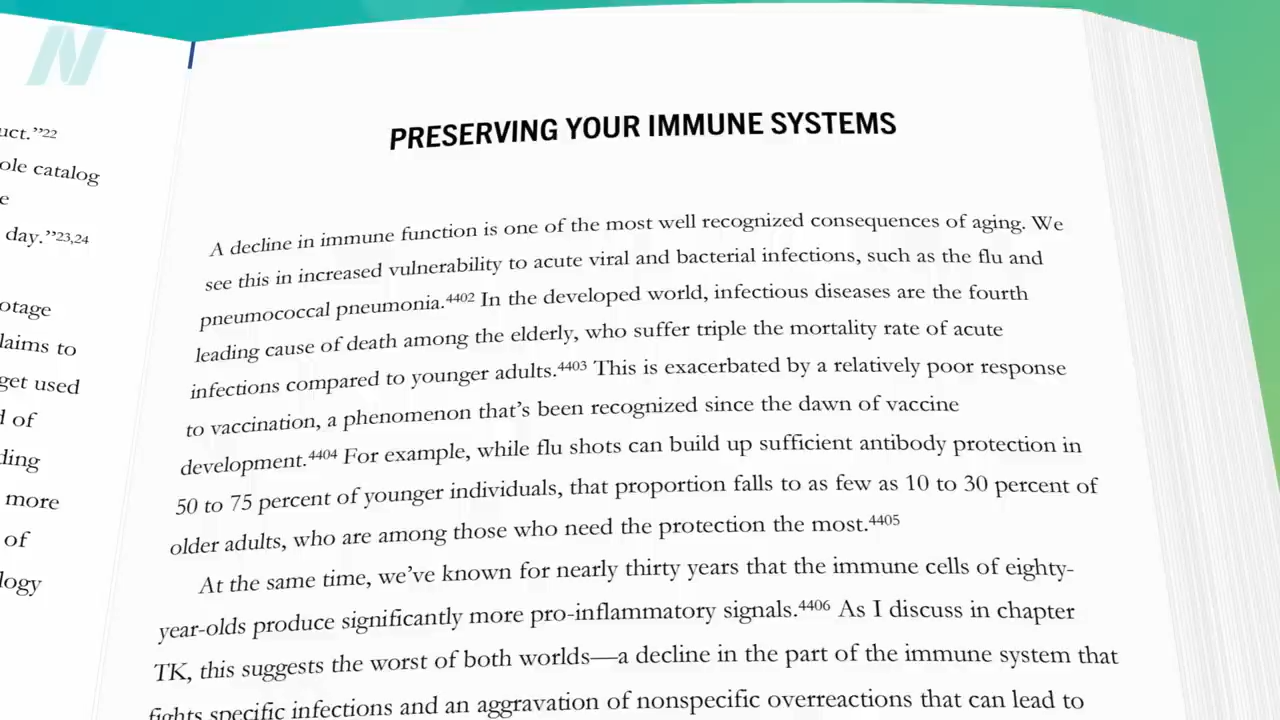 N
uct.”22
ole catalog
e
day.”23,24
otage
laims to
get used
d of
ding
more
of
logy
PRESERVING YOUR IMMUNE SYSTEMS
A decline in immune function is one of the most well recognized consequences of aging. We
see this in increased vulnerability to acute viral and bacterial infections, such as the flu and
pneumococcal pneumonia.4402 In the developed world, infectious diseases are the fourth
leading cause of death among the elderly, who suffer triple the mortality rate of acute
infections compared to younger adults.4403 This is exacerbated by a relatively poor response
to vaccination, a phenomenon that’s been recognized since the dawn of vaccine
development.4404 For example, while flu shots can build up sufficient antibody protection in
50 to 75 percent of younger individuals, that proportion falls to as few as 10 to 30 percent of
older adults, who are among those who need the protection the most.4405
At the same time, we’ve known for nearly thirty years that the immune cells of eighty-
year-olds produce significantly more pro-inflammatory signals.4406 As I discuss in chapter
TK, this suggests the worst of both worlds—a decline in the part of the immune system that
fights specific infections and an aggravation of nonspecific overreactions that can lead to